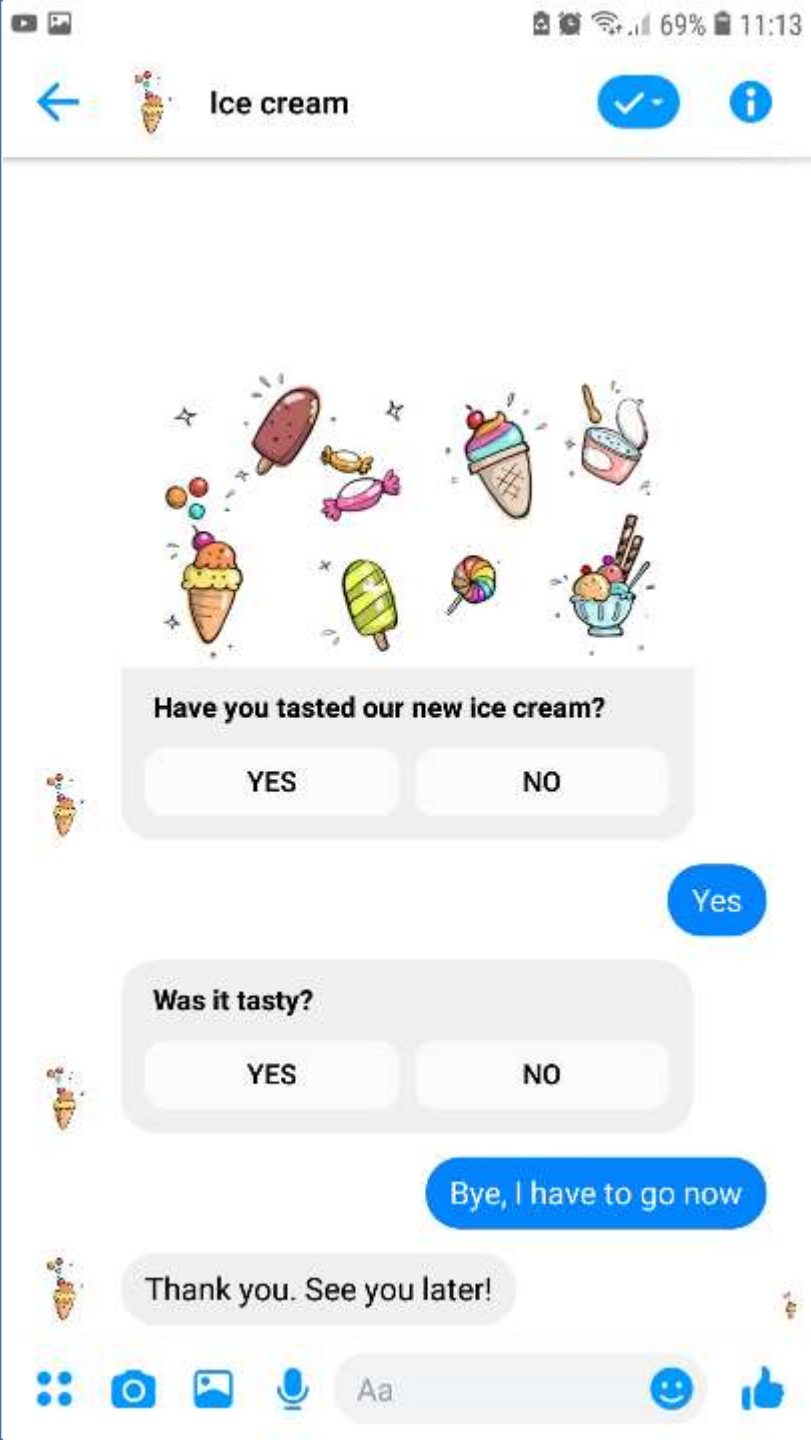 69% 11:13
Ice cream
Have you tasted our new ice cream?
YES NO
Yes
Was it tasty?
YES NO
Bye, I have to go now
Thank you. See you later!
Aa